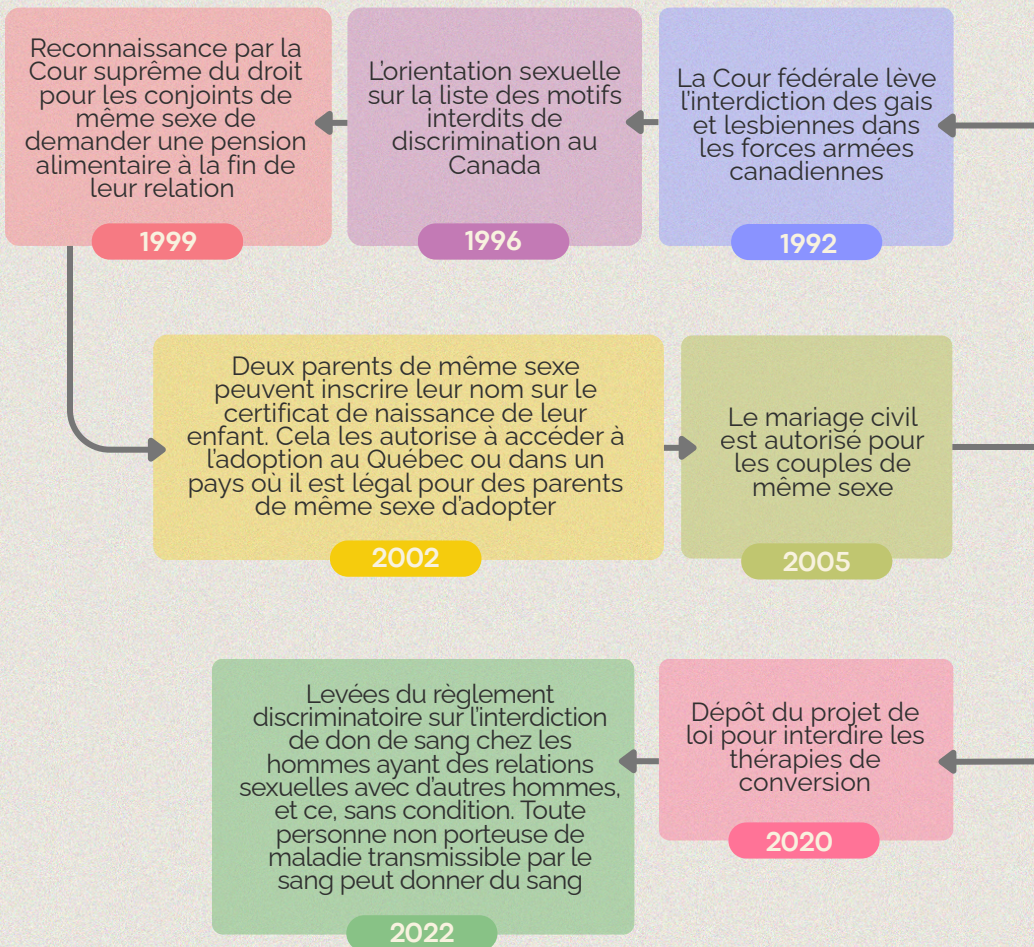 Reconnaissance par la
Cour suprême du droit
pour les conjoints de
même sexe de
demander une pension
alimentaire à la fin de
leur relation
1999
L'orientation sexuelle
sur la liste des motifs
interdits de
discrimination au
Canada
1996
La Cour fédérale lève
l'interdiction des gais
et lesbiennes dans
les forces armées
canadiennes
1992
Deux parents de même sexe
peuvent inscrire leur nom sur le
certificat de naissance de leur
enfant. Cela les autorise à accéder à
l'adoption au Québec ou dans un
pays où il est légal pour des parents
de même sexe d'adopter
2002
Le mariage civil
est autorisé pour
les couples de
même sexe
2005
Levées du règlement
discriminatoire sur l'interdiction
de don de sang chez les
hommes ayant des relations
sexuelles avec d'autres hommes,
et ce, sans condition. Toute
personne non porteuse de
maladie transmissible par le
sang peut donner du sang
2022
Dépôt du projet de
loi pour interdire les
thérapies de
conversion
2020